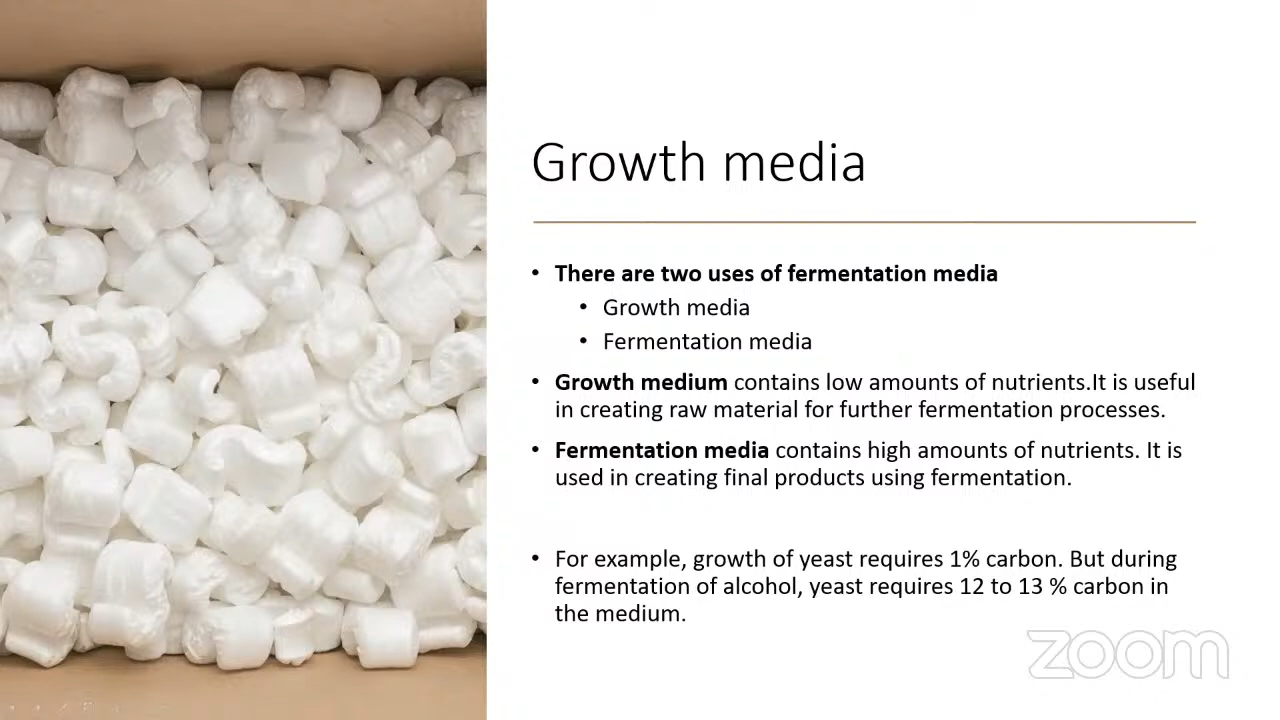 Growth media
• There are two uses of fermentation media
• Growth media
• Fermentation media
• Growth medium contains low amounts of nutrients.It is useful
in creating raw material for further fermentation processes.
• Fermentation media contains high amounts of nutrients. It is
used in creating final products using fermentation.
• For example, growth of yeast requires 1% carbon. But during
fermentation of alcohol, yeast requires 12 to 13 % carbon in
the medium.
zoom